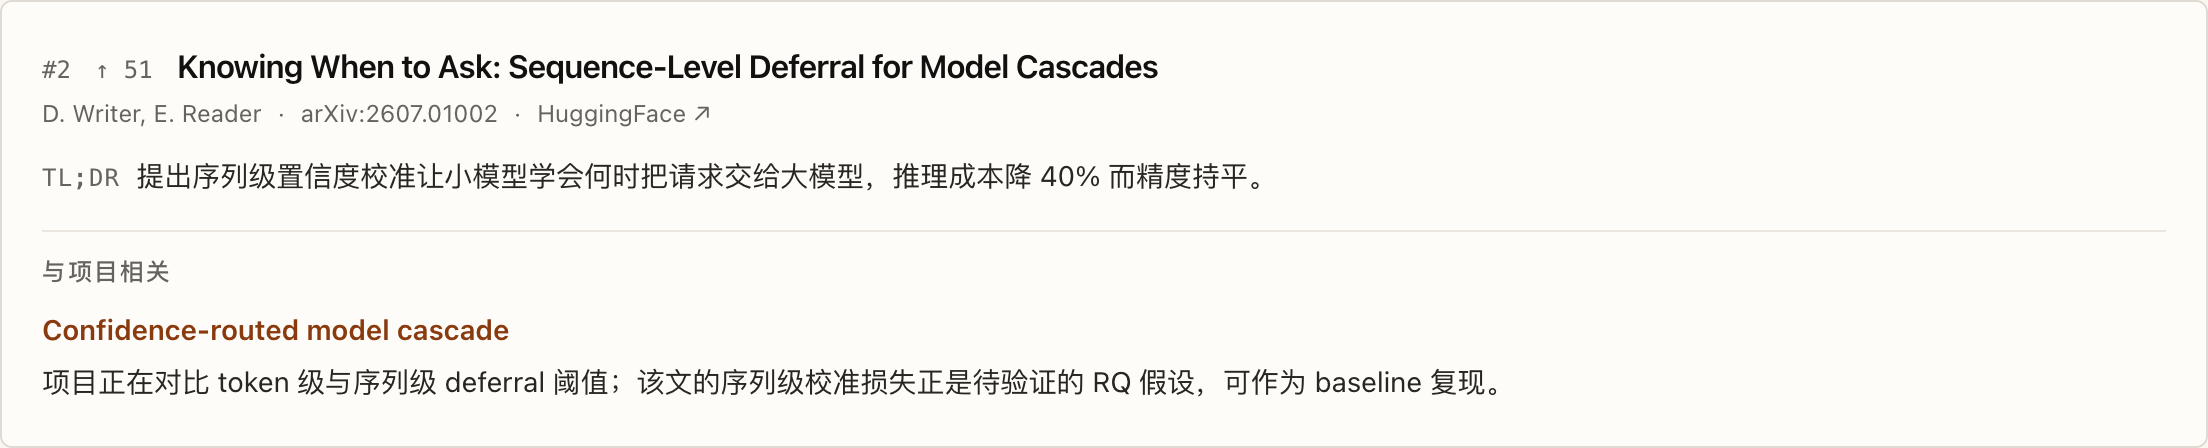 #2 ↑ 51 Knowing When to Ask: Sequence-Level Deferral for Model Cascades
D. Writer, E. Reader · arXiv:2607.01002 · HuggingFace ↗
TL;DR 提出序列级置信度校准让小模型学会何时把请求交给大模型，推理成本降 40% 而精度持平。
与项目相关
Confidence-routed model cascade
项目正在对比 token 级与序列级 deferral 阈值；该文的序列级校准损失正是待验证的 RQ 假设，可作为 baseline 复现。